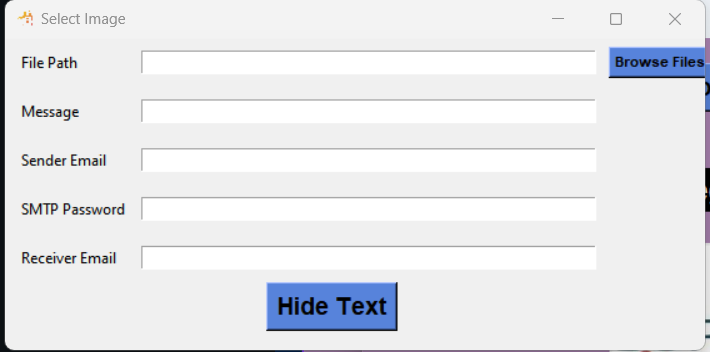 Select Image
File Path
Browse Files
Message
Sender Email
SMTP Password
Receiver Email
Hide Text